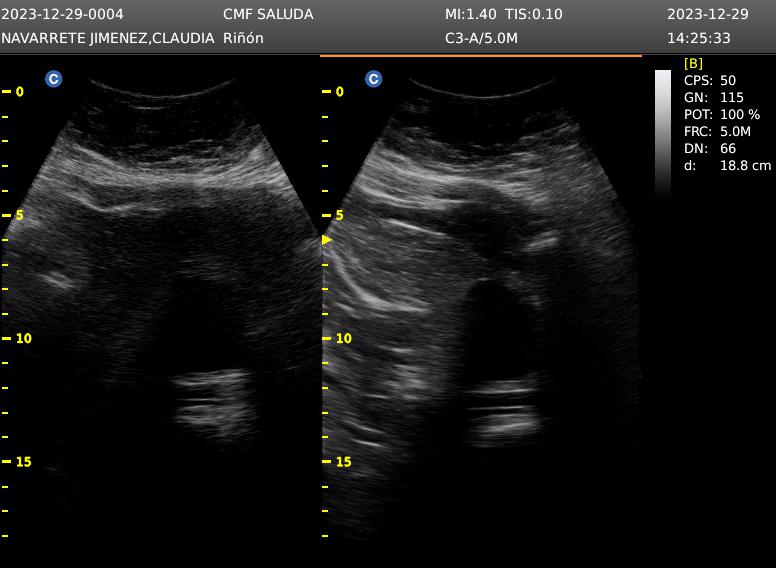 2023-12-29-0004 CMF SALUDA MI:1.40 TIS:0.10 2023-12-29
NAVARRETE JIMENEZ,CLAUDIA Riñón C3-A/5.0M 14:25:33
C C
[B]
0 0
CPS: 50
GN: 115
POT: 100 %
FRC: 5.0M
DN: 66
d: 18.8 cm
5 5
10 10
15 15